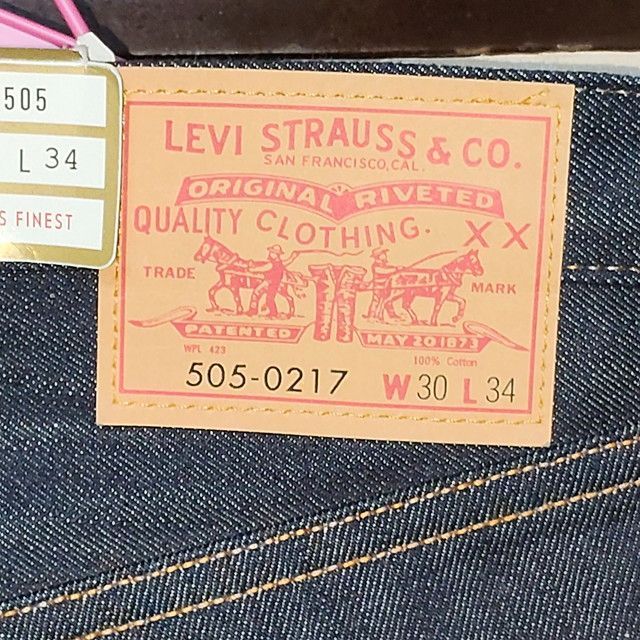 505
L 34
S FINEST
LEVI STRAUSS & CO.
SAN FRANCISCO, CAL.
ORIGINAL RIVETED
QUALITY CLOTHING. XX
TRADE MARK
PATENTED MAY 20 1873
WPL 423
100% Cotton
505-0217 W 30 L 34